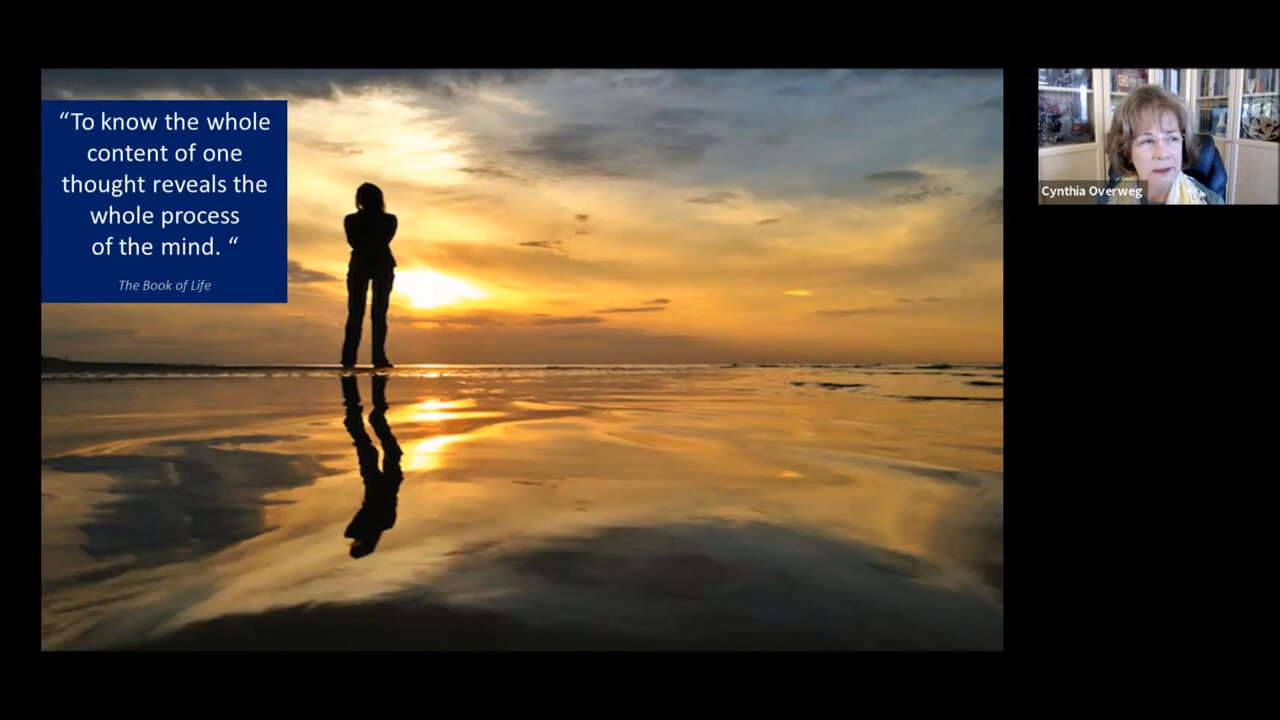 “To know the whole
content of one
thought reveals the
whole process
of the mind. “
The Book of Life
Cynthia Overweg